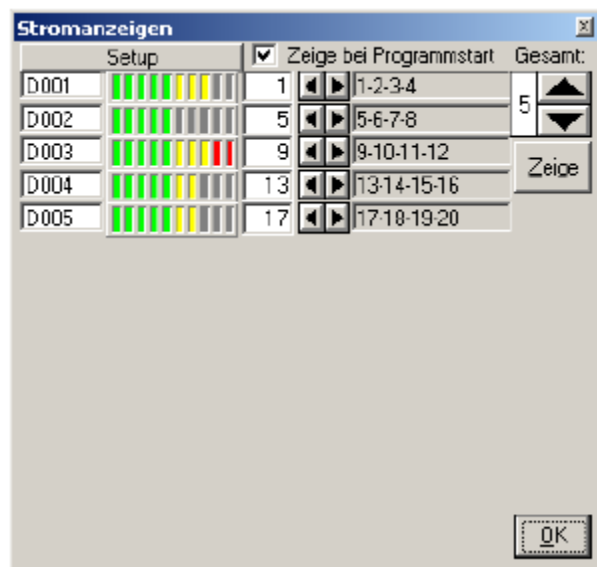 Stromanzeigen
Setup Zeige bei Programmstart Gesamt:
D001 1 1-2-3-4
D002 5 5-6-7-8 5
D003 9 9-10-11-12 Zeige
D004 13 13-14-15-16
D005 17 17-18-19-20
OK